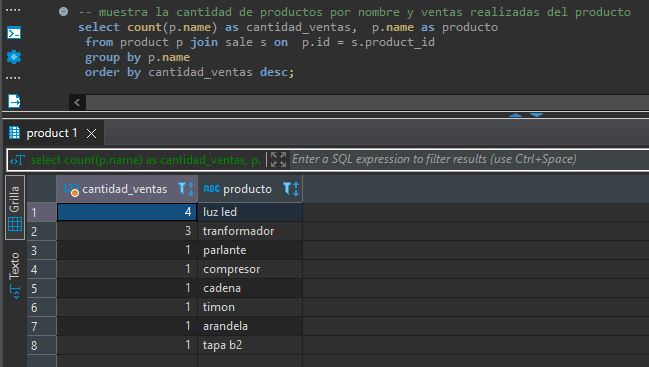 -- muestra la cantidad de productos por nombre y ventas realizadas del producto
select count(p.name) as cantidad_ventas,  p.name as producto
from product p join sale s on  p.id = s.product_id
group by p.name
order by cantidad_ventas desc;
product 1
select count(p.name) as cantidad_ventas, p. Enter a SQL expression to filter results (use Ctrl+Space)
Grilla
Texto
cantidad_ventas ABC producto
1 4 luz led
2 3 tranformador
3 1 parlante
4 1 compresor
5 1 cadena
6 1 timon
7 1 arandela
8 1 tapa b2